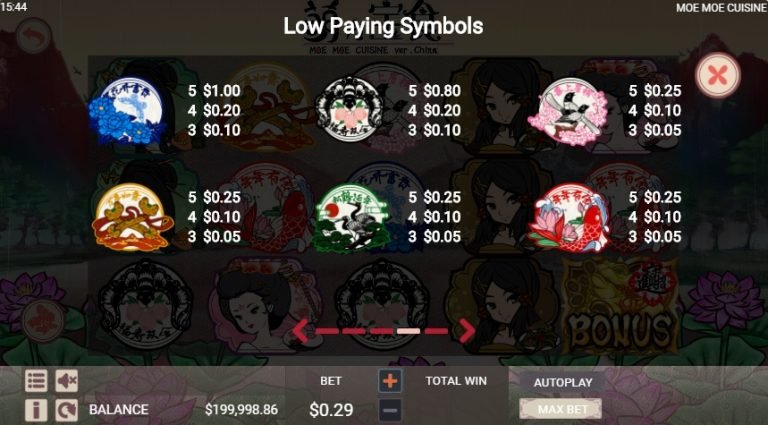 15:44
MOE MOE CUISINE
Low Paying Symbols
MOE MOE CUISINE ver.China
5 $1.00
4 $0.20
3 $0.10
5 $0.80
4 $0.20
3 $0.10
5 $0.25
4 $0.10
3 $0.05
5 $0.25
4 $0.10
3 $0.05
5 $0.25
4 $0.10
3 $0.05
年年有余
5 $0.25
4 $0.10
3 $0.05
BONUS
BET
TOTAL WIN
AUTOPLAY
BALANCE
$199,998.86
$0.29
MAX BET